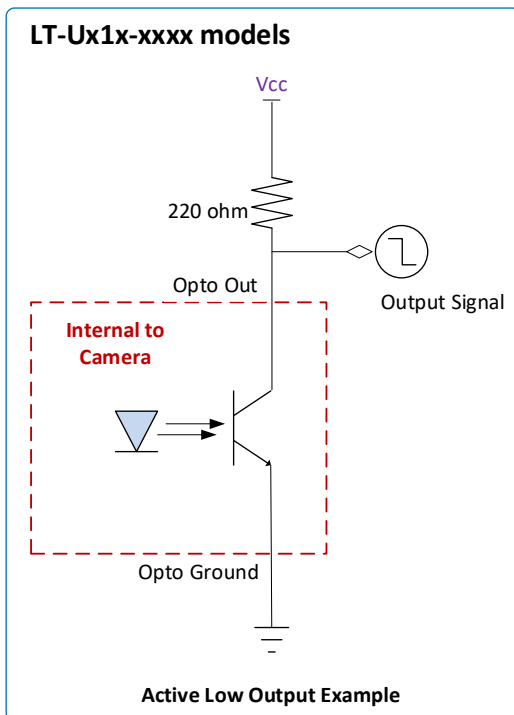 LT-Ux1x-xxxx models
Vcc
220 ohm
Opto Out
Output Signal
Internal to
Camera
Opto Ground
Active Low Output Example